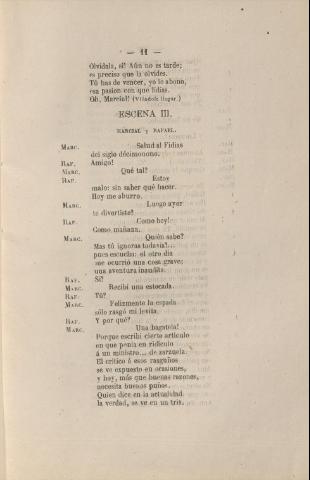 — 11 —
Olvídala, sí! Aún no es tarde;
es preciso que la olvides.
Tú has de vencer, yo lo abono,
esa pasion con que lidias.
Oh, Marcial! (Viéndole llegar.)
ESCENA III.
MARCIAL y RAFAEL.
MARC. Salud al Fidias
del siglo décimonono.
RAF. Amigo!
MARC. Qué tal?
RAF. Estoy
malo: sin saber qué hacer.
Hoy me aburro.
MARC. Luego ayer
te divertiste?
RAF. Como hoy!
Como mañana.
MARC. Quién sabe?
Mas tú ignoras todavía?...
pues escucha: el otro dia
me ocurrió una cosa grave;
una aventura inaudita.
RAF. Sí?
MARC. Recibí una estocada.
RAF. Tú?
MARC. Felizmente la espada
sólo rasgó mi levita.
RAF. Y por qué?
MARC. Una bagatela!
Porque escribí cierto artículo
en que ponia en ridículo
á un ministro... de zarzuela.
El crítico á esos rasguños
se ve expuesto en ocasiones,
y hoy, más que buenas razones,
necesita buenos puños.
Quien dice en la actualidad
la verdad, se ve en un tris.